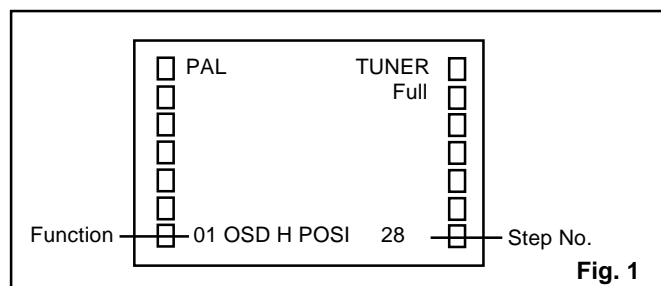 PAL TUNER
Full
Function 01 OSD H POSI 28 Step No.
Fig. 1